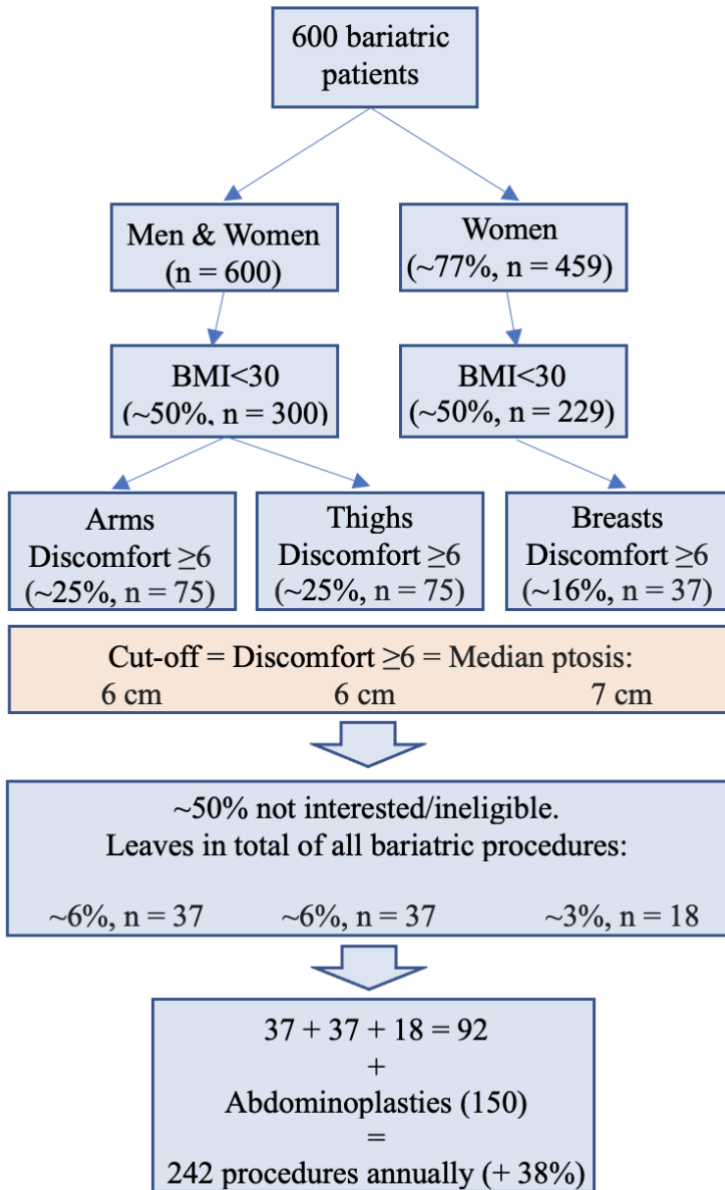 600 bariatric
patients
Men & Women
(n = 600)
Women
(~77%, n = 459)
BMI<30
(~50%, n = 300)
BMI<30
(~50%, n = 229)
Arms
Discomfort ≥6
(~25%, n = 75)
Thighs
Discomfort ≥6
(~25%, n = 75)
Breasts
Discomfort ≥6
(~16%, n = 37)
Cut-off = Discomfort ≥6 = Median ptosis:
6 cm 6 cm 7 cm
~50% not interested/ineligible.
Leaves in total of all bariatric procedures:
~6%, n = 37 ~6%, n = 37 ~3%, n = 18
37 + 37 + 18 = 92
+
Abdominoplasties (150)
=
242 procedures annually (+ 38%)